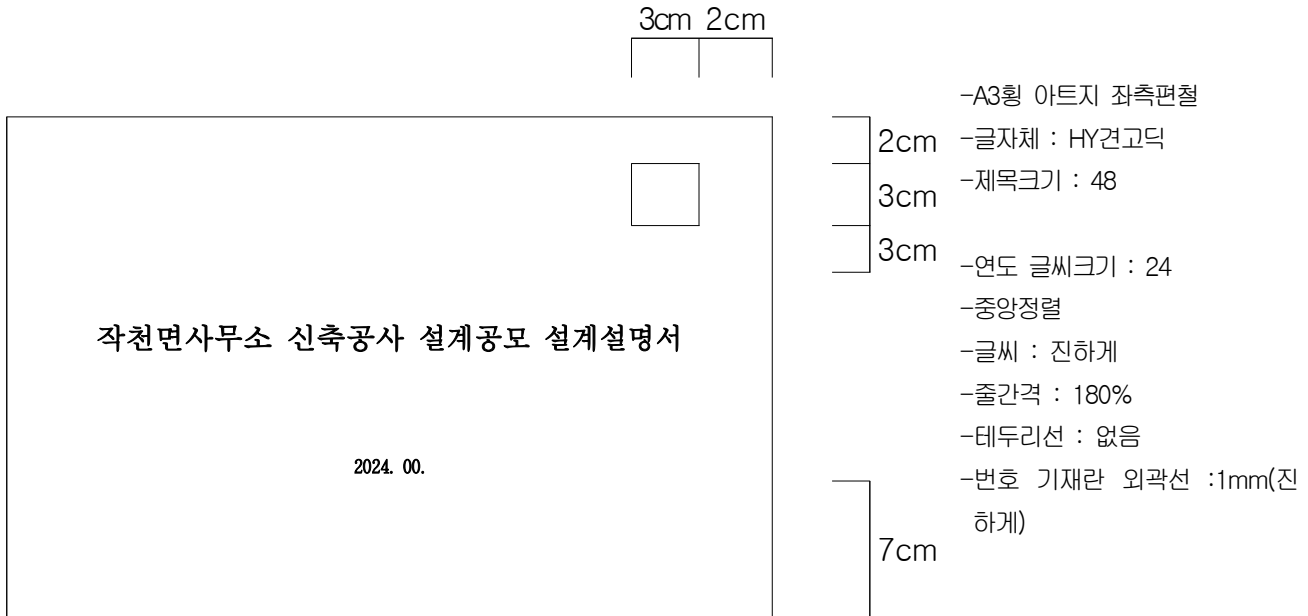 3cm 2cm
-A3횡 아트지 좌측편철
2cm
-글자체 : HY견고딕
3cm
-제목크기 : 48
3cm
-연도 글씨크기 : 24
-중앙정렬
작천면사무소 신축공사 설계공모 설계설명서
-글씨 : 진하게
-줄간격 : 180%
-테두리선 : 없음
2024. 00.
-번호 기재란 외곽선 :1mm(진
하게)
7cm